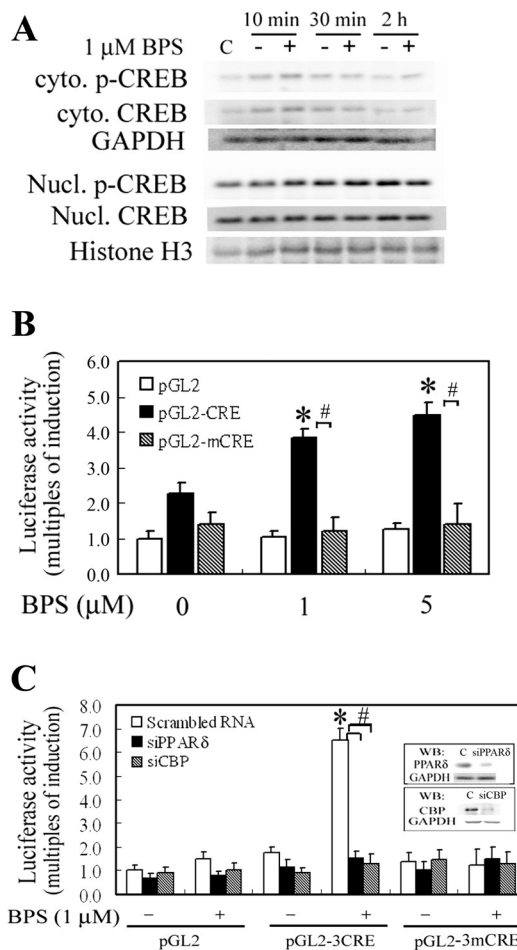 A
10 min 30 min 2 h
1 μM BPS C - + - + - +
cyto. p-CREB
cyto. CREB
GAPDH
Nucl. p-CREB
Nucl. CREB
Histone H3
B
Luciferase activity
(multiples of induction)
6.0
5.0
4.0
3.0
2.0
1.0
0.0
pGL2
pGL2-CRE
pGL2-mCRE
* #
* #
BPS (μM) 0 1 5
C
Luciferase activity
(multiples of induction)
8.0
7.0
6.0
5.0
4.0
3.0
2.0
1.0
0.0
Scrambled RNA
siPPARδ
siCBP
* #
WB: C siPPARδ
PPARδ
GAPDH
WB: C siCBP
CBP
GAPDH
BPS (1 μM) − + − + − +
pGL2 pGL2-3CRE pGL2-3mCRE